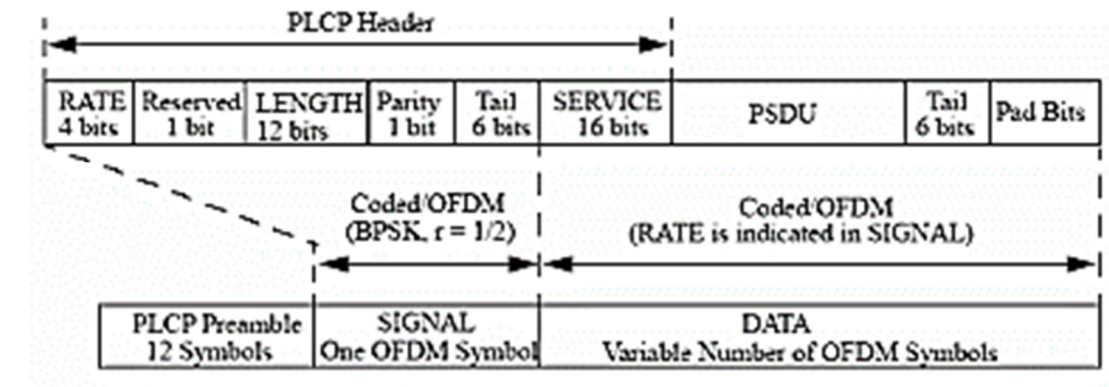 PLCP Header
RATE Reserved LENGTH Parity Tail SERVICE PSDU Tail Pad Bits
4 bits 1 bit 12 bits 1 bit 6 bits 16 bits 6 bits
Coded/OFDM
(BPSK, r = 1/2)
Coded/OFDM
(RATE is indicated in SIGNAL)
PLCP Preamble SIGNAL DATA
12 Symbols One OFDM Symbol Variable Number of OFDM Symbols